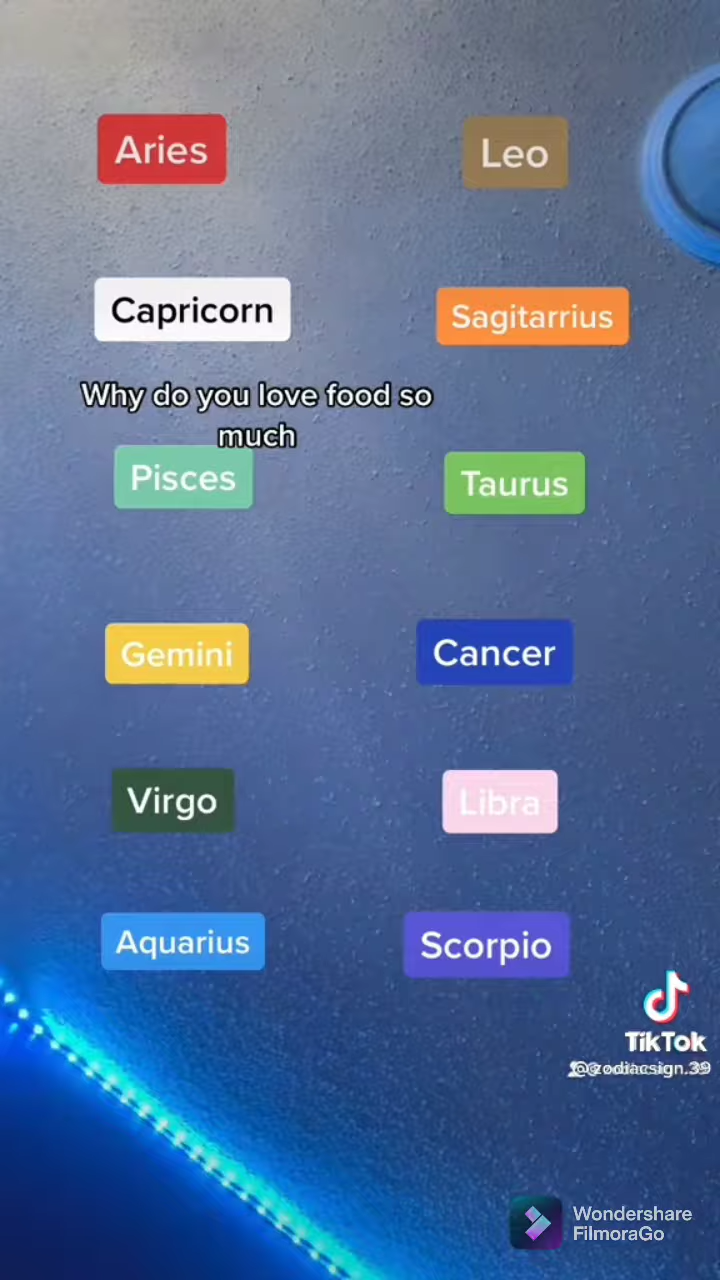 Aries
Leo
Capricorn
Sagitarrius
Why do you love food so
much
Pisces
Taurus
Gemini
Cancer
Virgo
Libra
Aquarius
Scorpio
TikTok
@zodiacsign.39
Wondershare
FilmoraGo